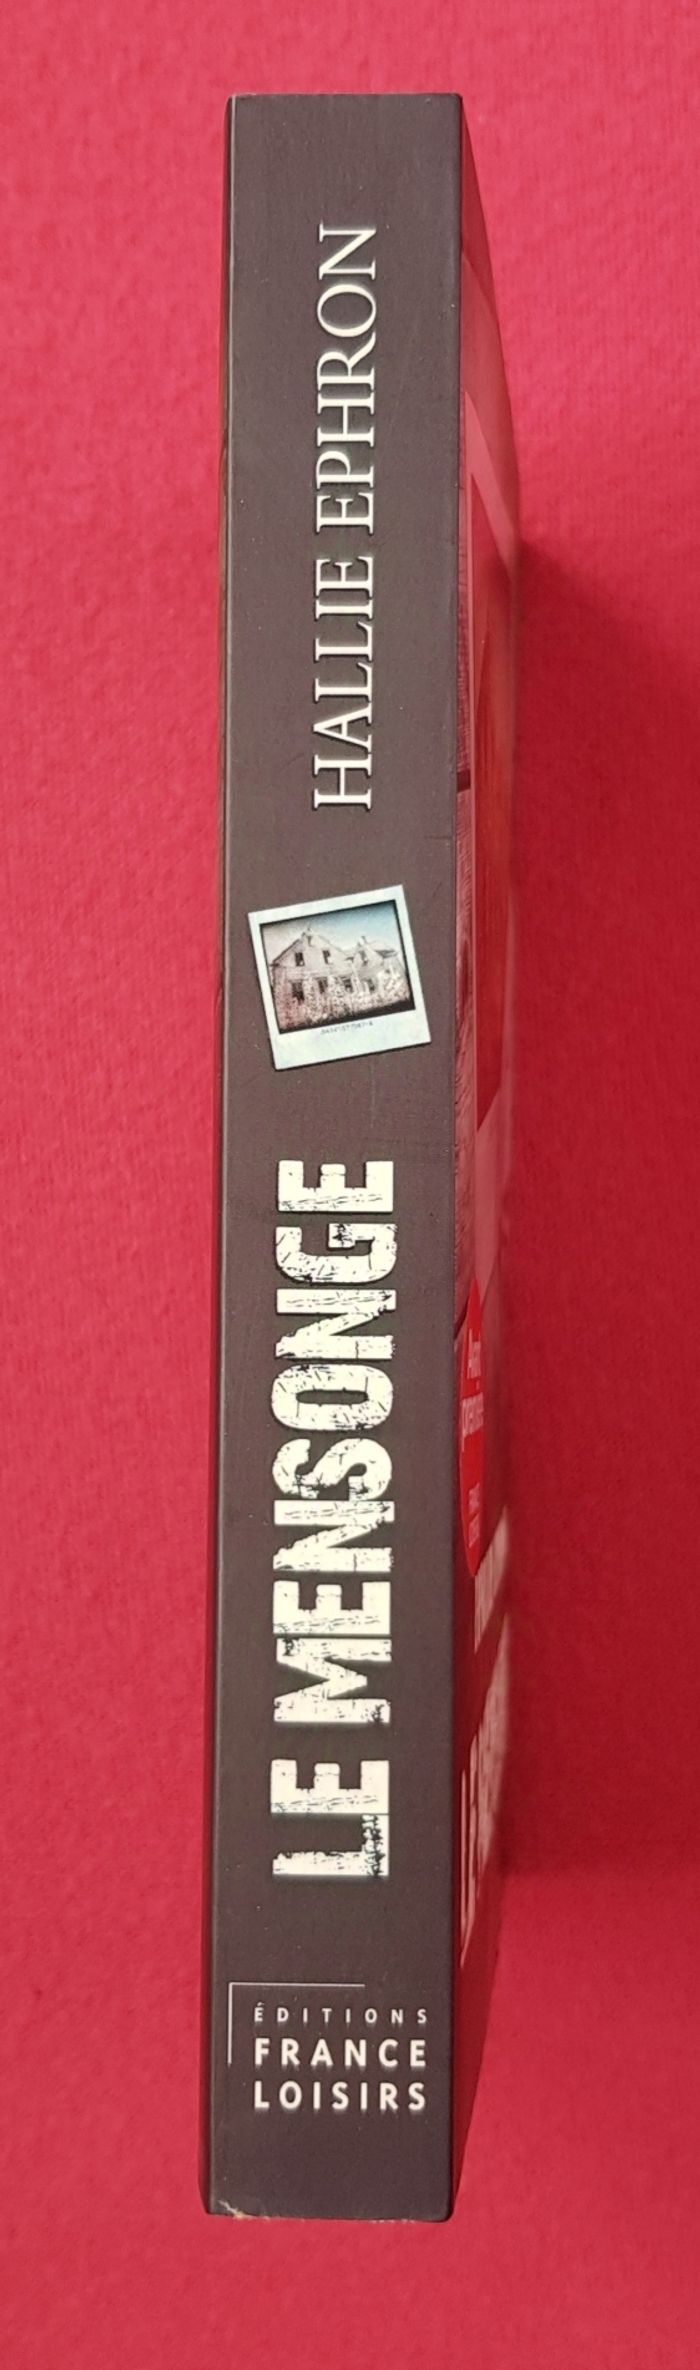 HALLIE EPHRON
LE MENSONGE
ÉDITIONS
FRANCE
LOISIRS